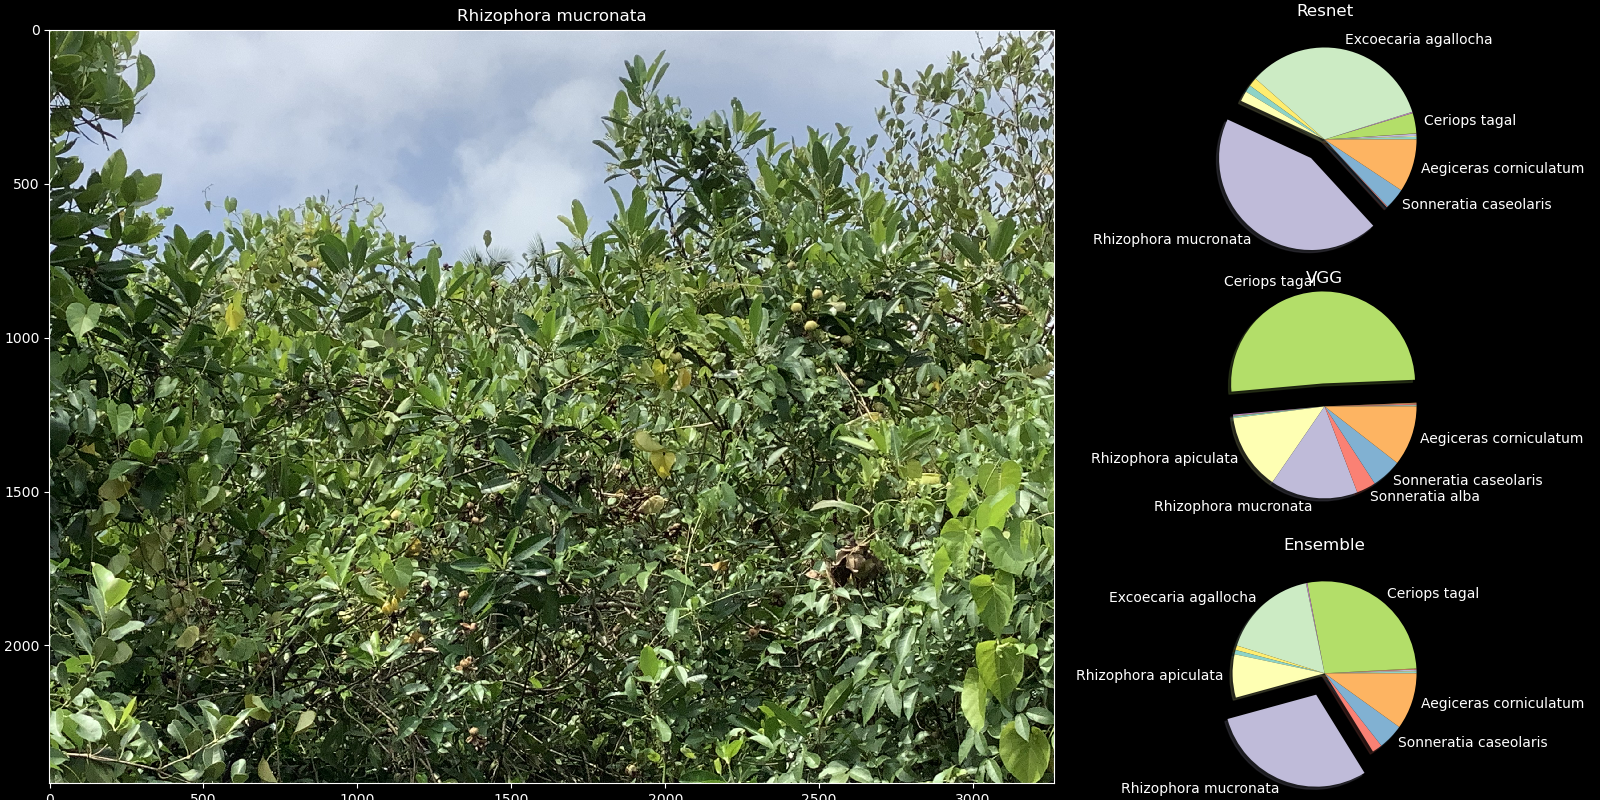 Rhizophora mucronata
0
500
1000
1500
2000
0
500
1000
1500
2000
2500
3000
Resnet
Excoecaria agallocha
Ceriops tagal
Aegiceras corniculatum
Sonneratia caseolaris
Rhizophora mucronata
VGG
Ceriops tagal
Aegiceras corniculatum
Rhizophora apiculata
Sonneratia caseolaris
Sonneratia alba
Rhizophora mucronata
Ensemble
Ceriops tagal
Excoecaria agallocha
Rhizophora apiculata
Aegiceras corniculatum
Sonneratia caseolaris
Rhizophora mucronata